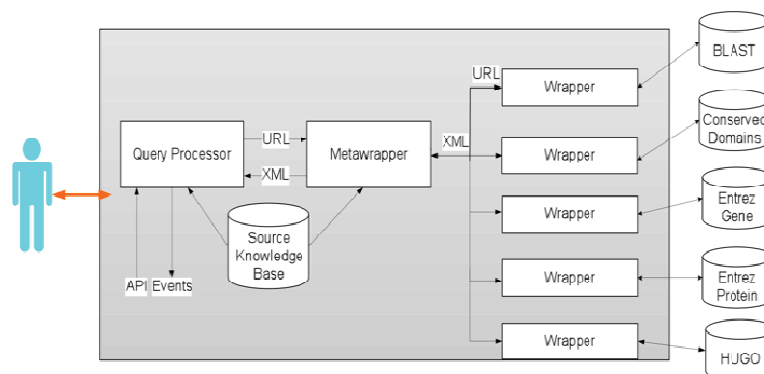 BLAST
URL
Wrapper
Conserved
Domains
URL
XML
Wrapper
Query Processor
Metawrapper
XML
Entrez
Gene
Wrapper
Source
Knowledge
Base
Entrez
Protein
Wrapper
API
Events
Wrapper
HUGO